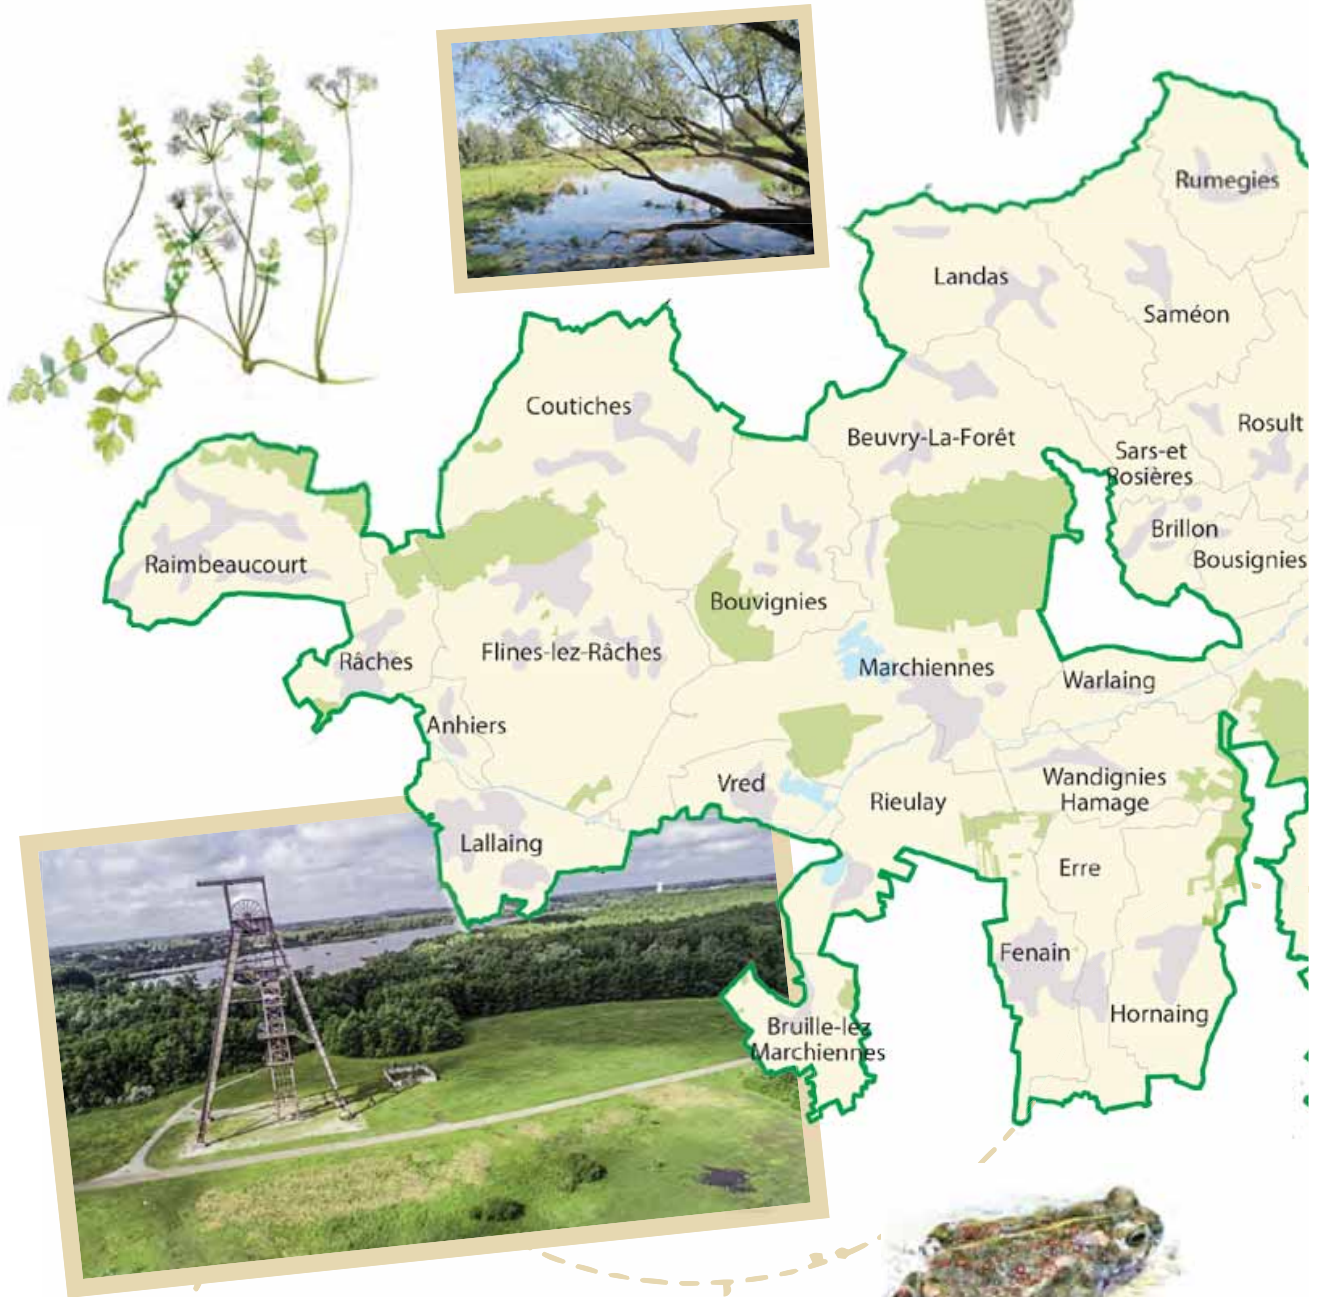 Rumegies
Landas
Saméon
Coutiches
Beuvry-La-Forêt
Rosult
Sars-et
Rosières
Brillon
Bousignies
Raimbeaucourt
Bouvignies
Râches
Flines-lez-Râches
Marchiennes
Warlaing
Anhiers
Vred
Rieulay
Wandignies
Hamage
Lallaing
Erre
Fenain
Hornaing
Bruille-lez
Marchiennes